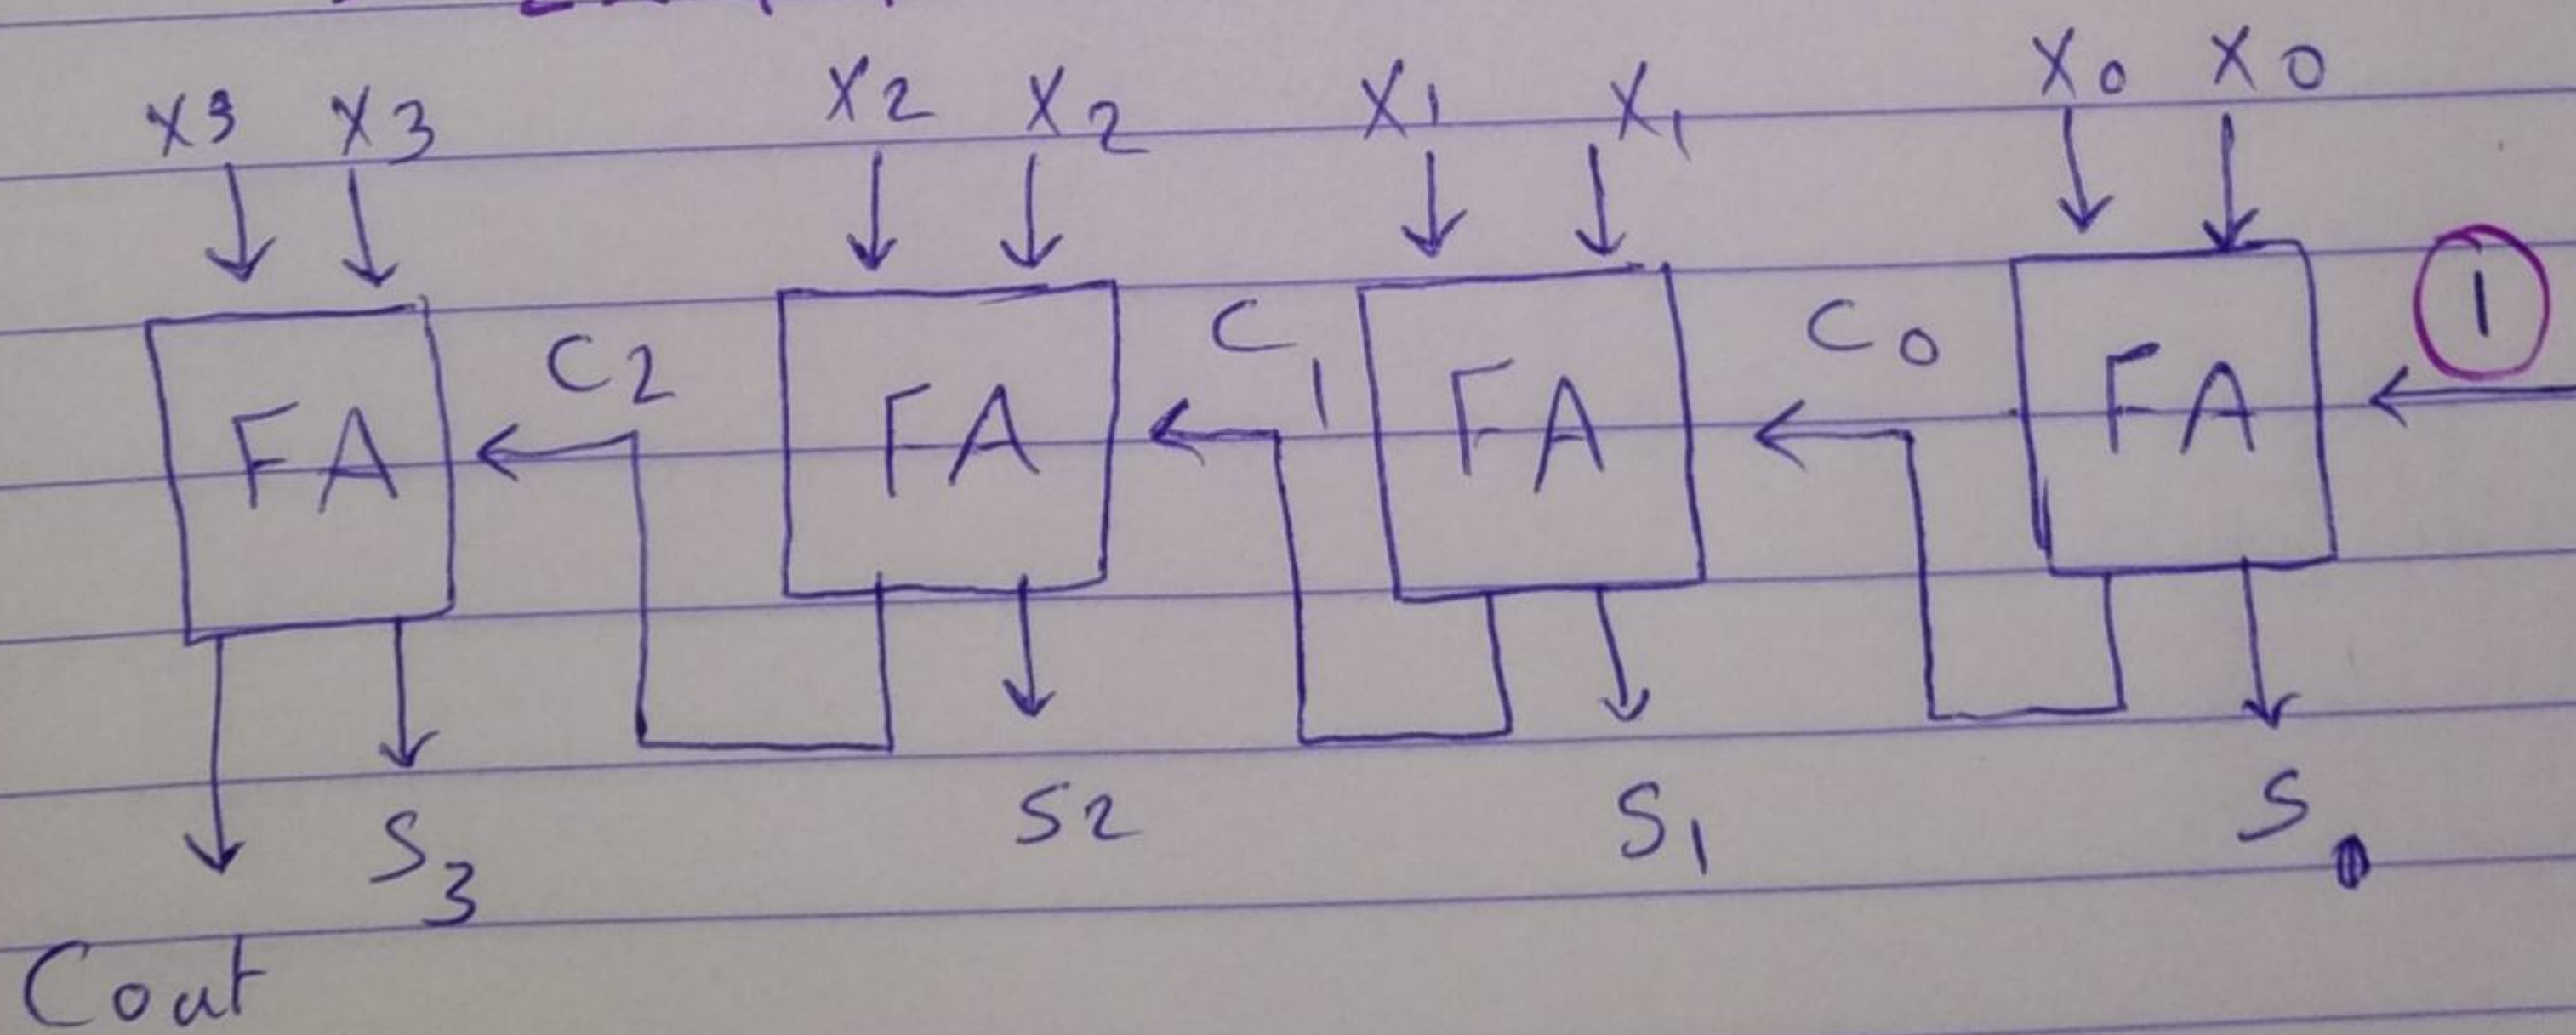 X3 X3 X2 X2 X1 X1 X0 X0
C2 C1 C0 1
FA FA FA FA
S3 S2 S1 S0
Cout